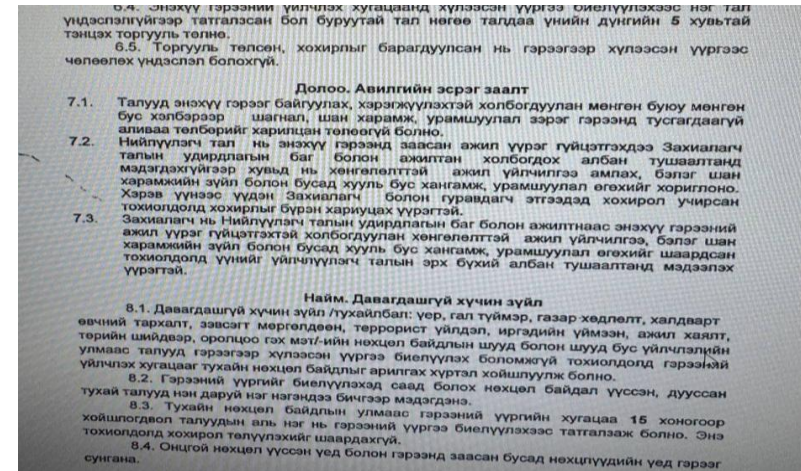 6.4. Энэхүү гэрээний үйлчлэх хугацаанд хүлээсэн үүргээ биелүүлэхээс нэг тал
үндэслэлгүйгээр татгалзсан бол буруутай тал нөгөө талдаа үнийн дүнгийн 5 хувьтай
тэнцэх торгууль төлнө.
6.5. Торгууль төлсөн, хохирлыг барагдуулсан нь гэрээгээр хүлээсэн үүргээс
чөлөөлөх үндэслэл болохгүй.
Долоо. Авилгийн эсрэг заалт
7.1. Талууд энэхүү гэрээг байгуулах, хэрэгжүүлэхтэй холбогдуулан мөнгөн буюу мөнгөн
бус хэлбэрээр шагнал, шан харамж, урамшуулал зэрэг гэрээнд тусгагдаагүй
аливаа төлбөрийг харилцан төлөөгүй болно.
7.2. Нийлүүлэгч тал нь энэхүү гэрээнд заасан ажил үүрэг гүйцэтгэхдээ Захиалагч
талын удирдлагын баг болон ажилтан холбогдох албан тушаалтанд
мэдэгдэхгүйгээр хувьд нь хөнгөлөлттэй ажил үйлчилгээ амлах, бэлэг шан
харамжийн зүйл болон бусад хууль бус хангамж, урамшуулал өгөхийг хориглоно.
Хэрэв үүнээс үүдэн Захиалагч болон гуравдагч этгээдэд хохирол учирсан
тохиолдолд хохирлыг бүрэн хариуцах үүрэгтэй.
7.3. Захиалагч нь Нийлүүлэгч талын удирдлагын баг болон ажилтнаас энэхүү гэрээний
ажил үүрэг гүйцэтгэхтэй холбогдуулан хөнгөлөлттэй ажил үйлчилгээ, бэлэг шан
харамжийн зүйл болон бусад хууль бус хангамж, урамшуулал өгөхийг шаардсан
тохиолдолд үүнийг үйлчлүүлэгч талын эрх бүхий албан тушаалтанд мэдээлэх
үүрэгтэй.
Найм. Давагдашгүй хүчин зүйл
8.1. Давагдашгүй хүчин зүйл /тухайлбал: үер, гал түймэр, газар хөдлөлт, халдварт
өвчний тархалт, зэвсэгт мөргөлдөөн, террорист үйлдэл, иргэдийн үймээн, ажил хаялт,
төрийн шийдвэр, оролцоо гэх мэт/-ийн нөхцөл байдлын шууд болон шууд бус үйлчлэлийн
улмаас талууд гэрээгээр хүлээсэн үүргээ биелүүлэх боломжгүй тохиолдолд гэрээний
үйлчлэх хугацааг тухайн нөхцөл байдлыг арилгах хүртэл хойшлуулж болно.
8.2. Гэрээний үүргийг биелүүлэхэд саад болох нөхцөл байдал үүссэн, дууссан
тухай талууд нэн даруй нэг нэгэндээ бичгээр мэдэгдэнэ.
8.3. Тухайн нөхцөл байдлын улмаас гэрээний үүргийн хугацаа 15 хоногоор
хойшлогдвол талуудын аль нэг нь гэрээний үүргээ биелүүлэхээс татгалзаж болно. Энэ
тохиолдолд хохирол төлүүлэхийг шаардахгүй.
8.4. Онцгой нөхцөл үүссэн үед болон гэрээнд заасан бусад нөхцлүүдийн үед гэрээг
сунгана.